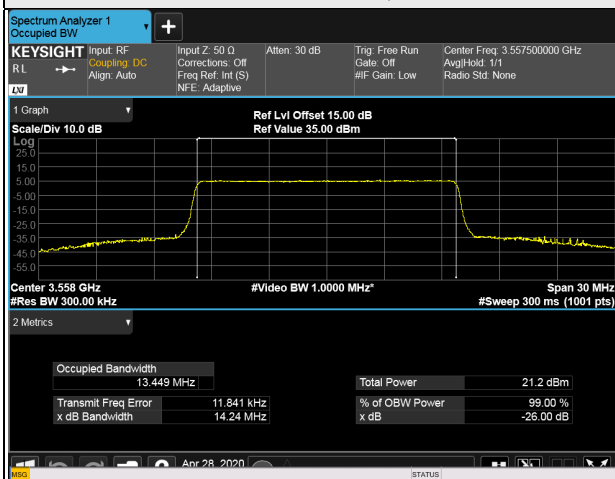 Spectrum Analyzer 1
Occupied BW
KEYSIGHT
R L
LXI
Input: RF
Coupling: DC
Align: Auto
Input Z: 50 Ω
Corrections: Off
Freq Ref: Int (S)
NFE: Adaptive
Atten: 30 dB
Trig: Free Run
Gate: Off
#IF Gain: Low
Center Freq: 3.557500000 GHz
Avg|Hold: 1/1
Radio Std: None
1 Graph
Scale/Div 10.0 dB
Ref Lvl Offset 15.00 dB
Ref Value 35.00 dBm
Log
25.0
15.0
5.00
-5.00
-15.0
-25.0
-35.0
-45.0
-55.0
Center 3.558 GHz
#Res BW 300.00 kHz
#Video BW 1.0000 MHz*
Span 30 MHz
#Sweep 300 ms (1001 pts)
2 Metrics
Occupied Bandwidth
13.449 MHz
Total Power 21.2 dBm
Transmit Freq Error 11.841 kHz
% of OBW Power 99.00 %
x dB Bandwidth 14.24 MHz
x dB -26.00 dB
Apr 28, 2020
MSG
STATUS